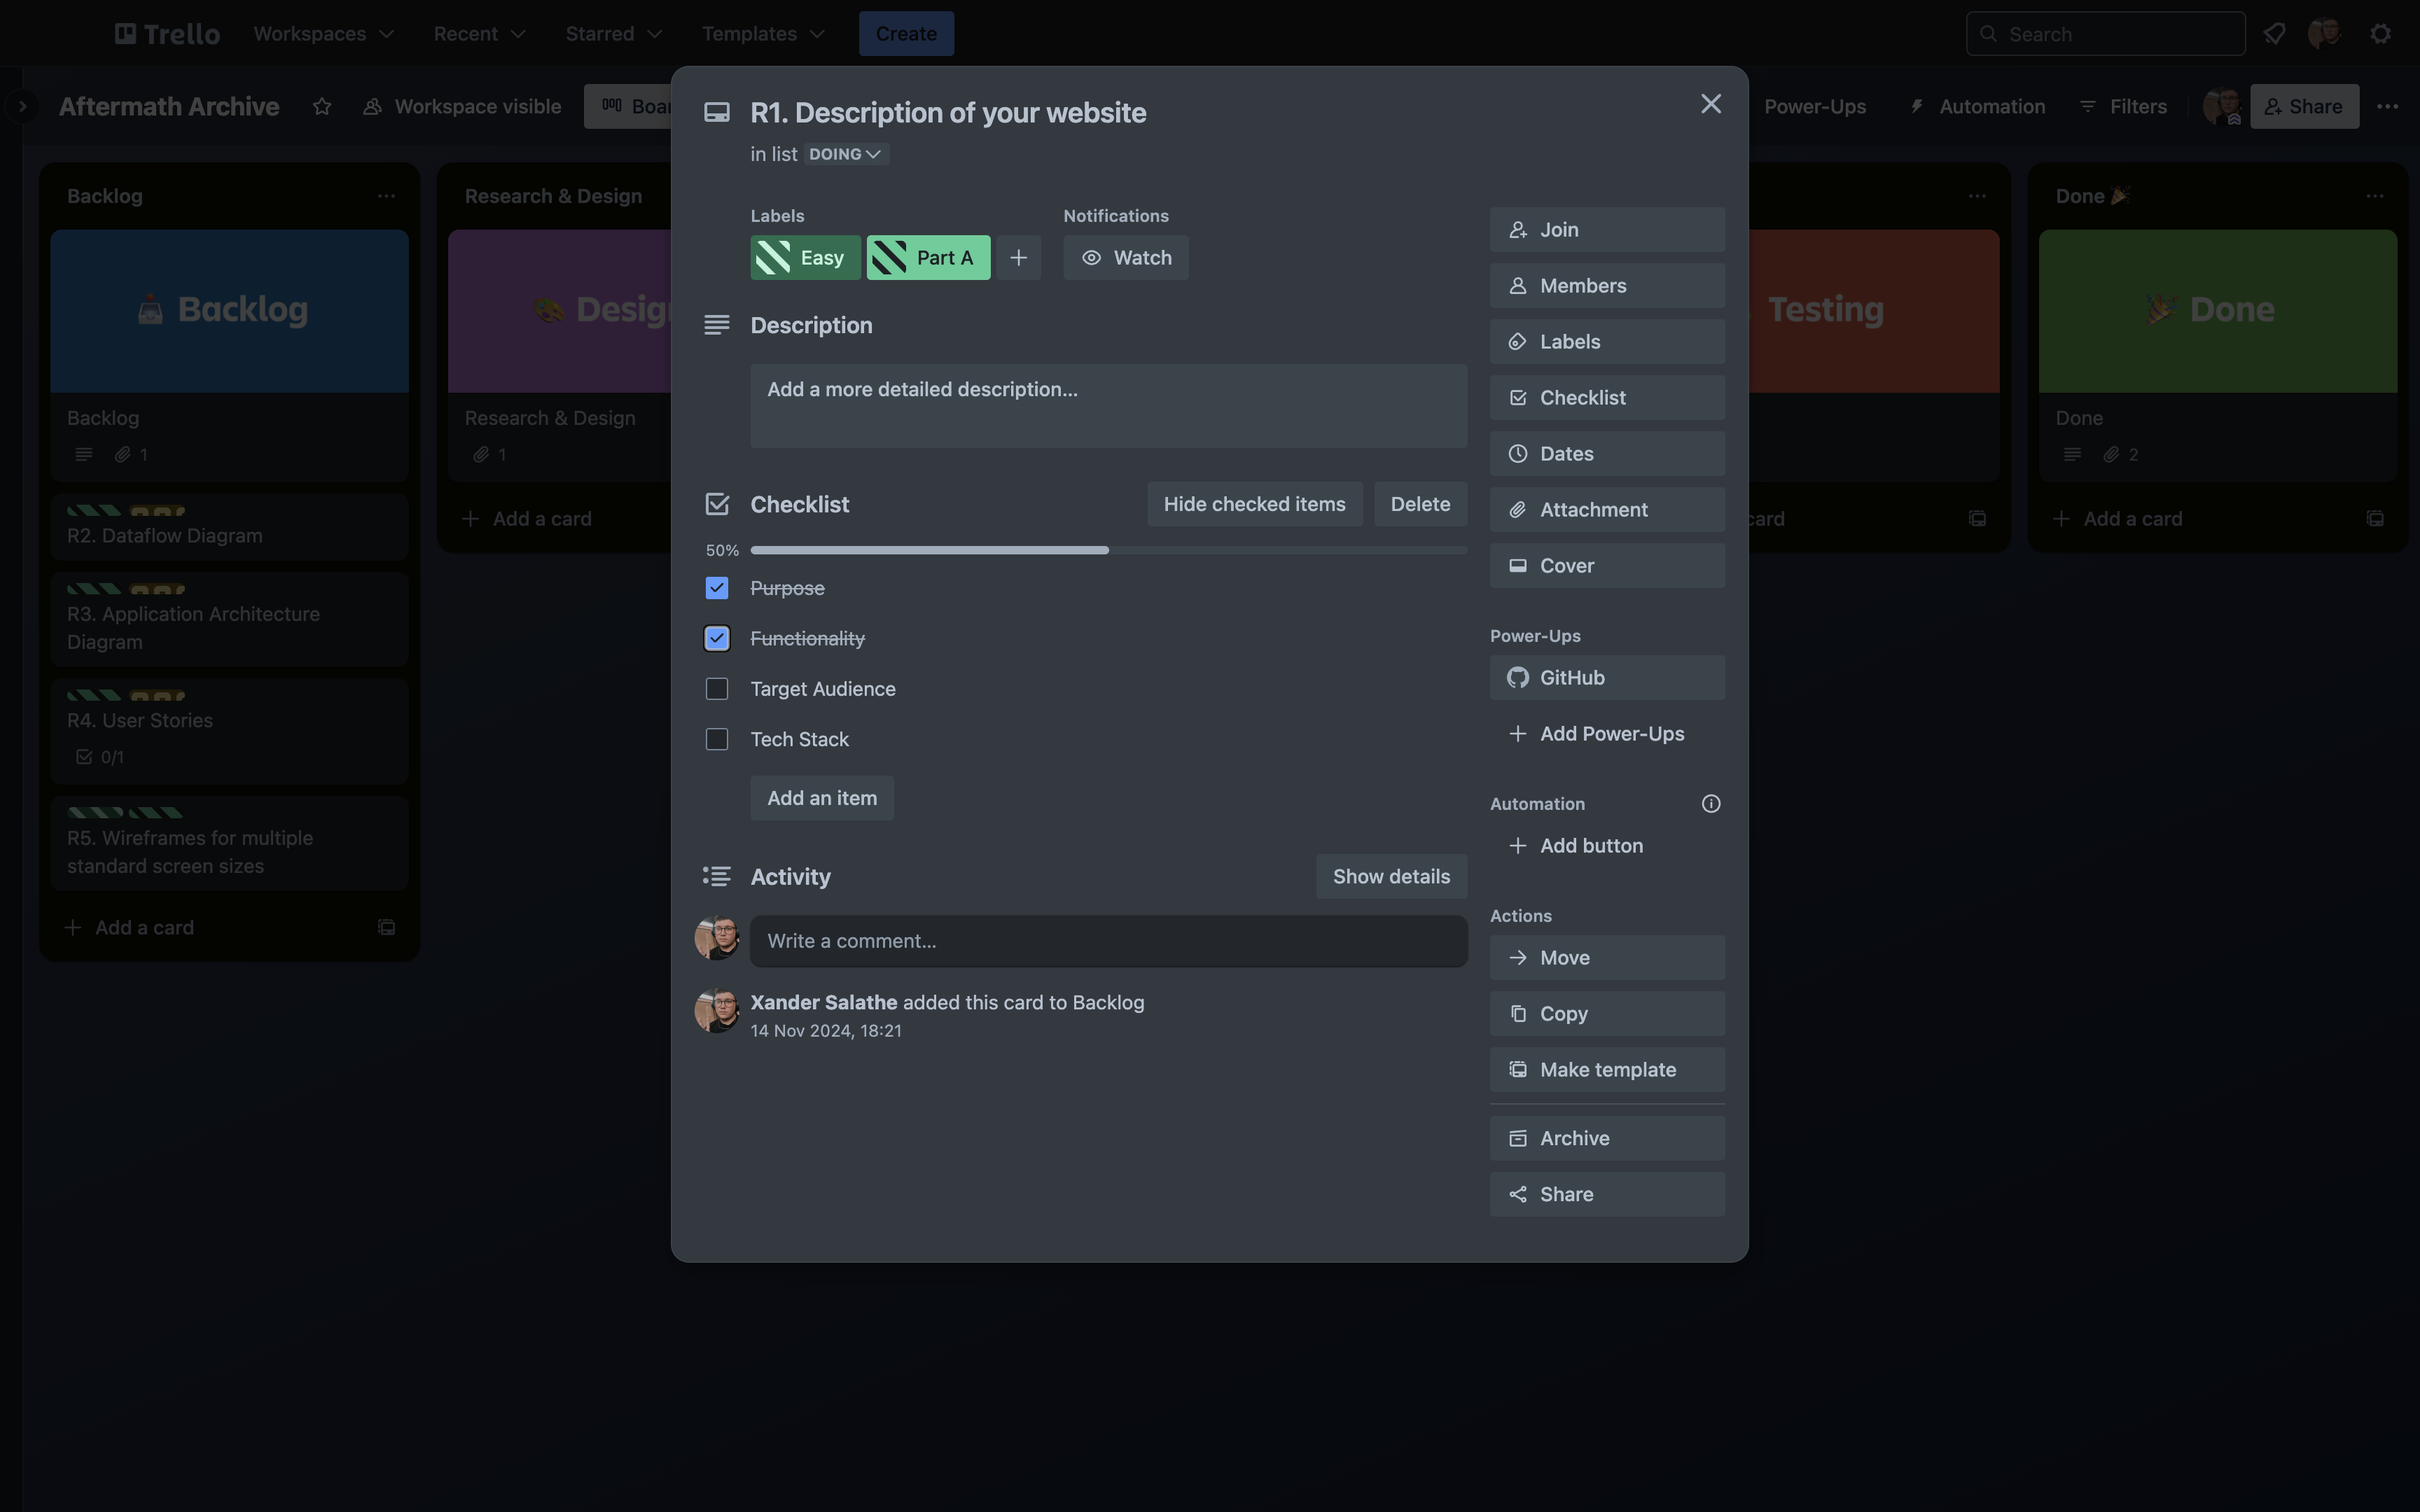 Trello Workspaces Recent Starred Templates Create Search
Aftermath Archive Workspace visible Power-Ups Automation Filters Share
Backlog
Backlog
Backlog
1
R2. Dataflow Diagram
R3. Application Architecture
Diagram
R4. User Stories
0/1
R5. Wireframes for multiple
standard screen sizes
Add a card
Research & Design
Research & Design
1
Add a card
R1. Description of your website
in list DOING
Labels
Easy Part A
Notifications
Watch
Description
Add a more detailed description...
Checklist Hide checked items Delete
50%
Purpose
Functionality
Target Audience
Tech Stack
Add an item
Activity Show details
Write a comment...
Xander Salathe added this card to Backlog
14 Nov 2024, 18:21
Join
Members
Labels
Checklist
Dates
Attachment
Cover
Power-Ups
GitHub
Add Power-Ups
Automation
Add button
Actions
Move
Copy
Make template
Archive
Share
Testing
card
Done
Done
Done
2
Add a card